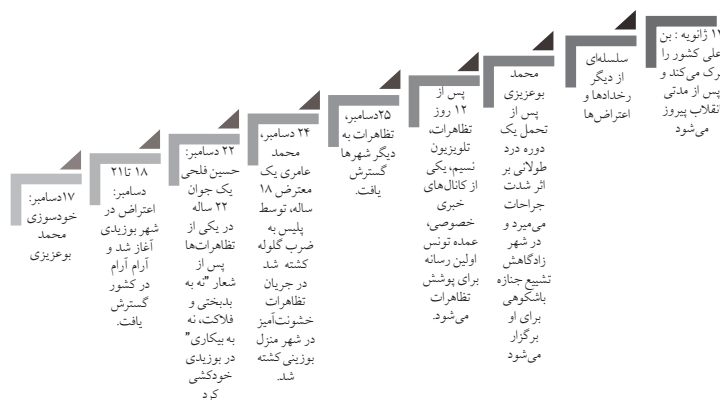 ۱۷دسامبر:
خودسوزی
محمد
بوعزیزی
۱۸ تا۲۱
دسامبر:
اعتراض در
شهر بوزیدی
آغاز شد و
آرام آرام
در کشور
گسترش
یافت.
۲۲ دسامبر:
حسین فلحی
یک جوان
۲۲ ساله
در یکی از
تظاهرات‌ها
پس از
شعار "نه به
بدبختی و
فلاکت، نه
به بیکاری"
در بوزیدی
خودکشی
کرد
۲۴ دسامبر،
محمد
عامری یک
معترض ۱۸
ساله، توسط
پلیس به
ضرب گلوله
کشته شد
در جریان
تظاهرات
خشونت‌آمیز
در شهر منزل
بوزینی کشته
شد.
۲۵دسامبر،
تظاهرات به
دیگر شهرها
گسترش
یافت.
پس از
۱۲ روز
تظاهرات،
تلویزیون
نسیم، یکی
از کانال‌های
خبری
خصوصی،
عمده تونس
اولین رسانه
برای پوشش
تظاهرات
می‌شود.
محمد
بوعزیزی
پس از
تحمل یک
دوره درد
طولانی بر
اثر شدت
جراحات
می‌میرد و
در شهر
زادگاهش
تشییع جنازه
باشکوهی
برای او
برگزار
می‌شود
سلسله‌ای
از دیگر
رخدادها و
اعتراض‌ها
ژانویه : بن
علی کشور را
ترک می‌کند و
پس از مدتی
انقلاب پیروز
می‌شود